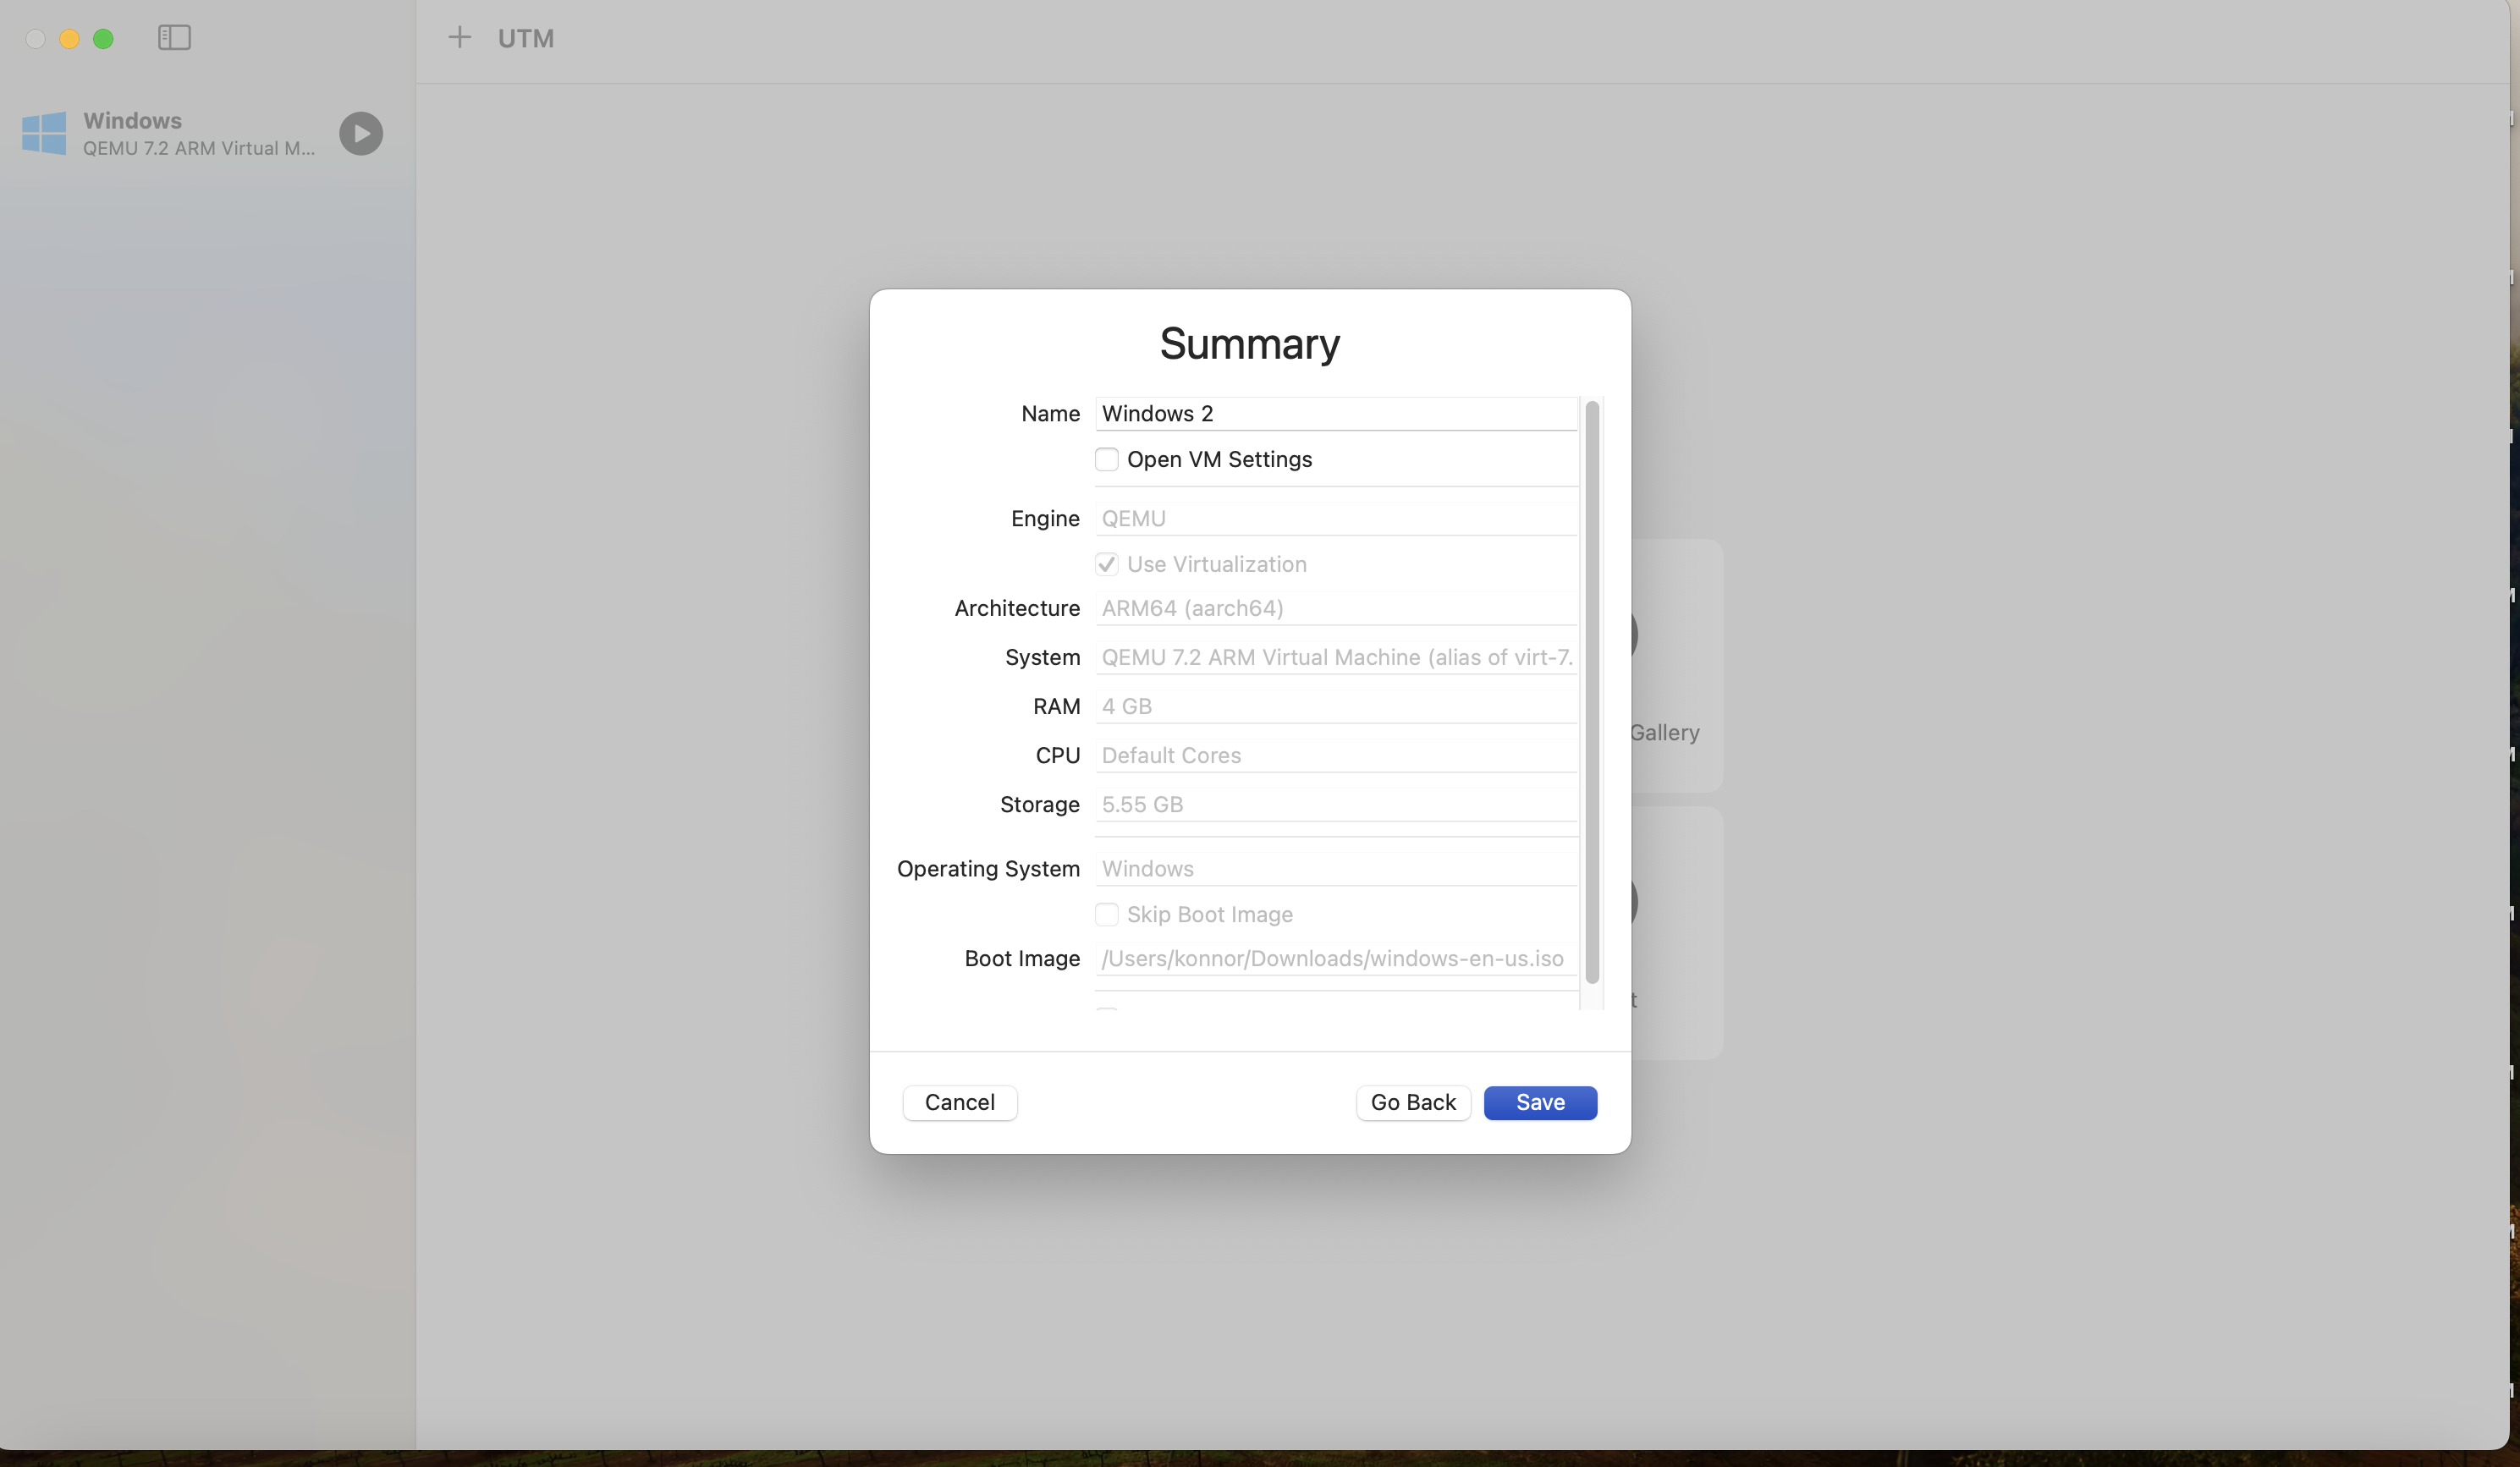 UTM
Windows
QEMU 7.2 ARM Virtual M...
Summary
Name Windows 2
Open VM Settings
Engine QEMU
Use Virtualization
Architecture ARM64 (aarch64)
System QEMU 7.2 ARM Virtual Machine (alias of virt-7.
RAM 4 GB
CPU Default Cores
Storage 5.55 GB
Operating System Windows
Skip Boot Image
Boot Image /Users/konnor/Downloads/windows-en-us.iso
Gallery
Cancel Go Back Save